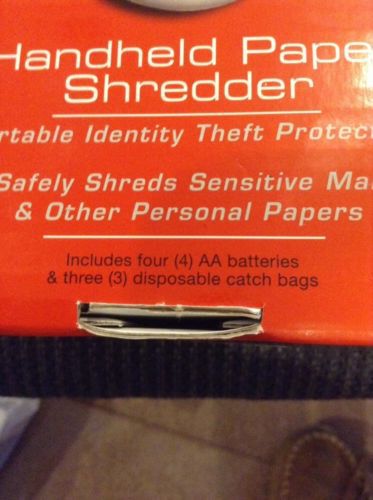 Handheld Pape
Shredder
rtable Identity Theft Protect
Safely Shreds Sensitive Ma
& Other Personal Papers
Includes four (4) AA batteries
& three (3) disposable catch bags